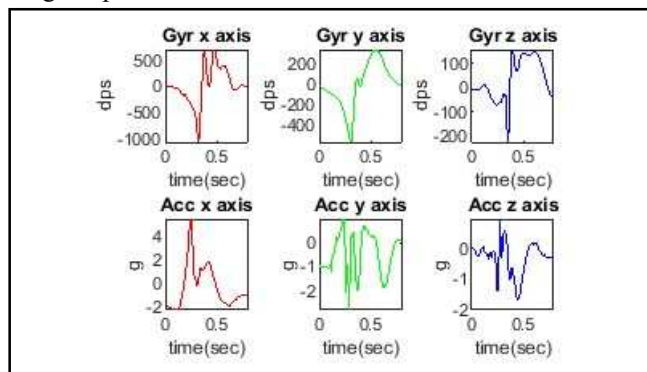 Gyr x axis
Gyr y axis
Gyr z axis
dps
500
0
-500
-1000
0
0.5
time(sec)
dps
200
0
-200
-400
0
0.5
time(sec)
dps
100
0
-100
-200
0
0.5
time(sec)
Acc x axis
Acc y axis
Acc z axis
g
4
2
0
-2
0
0.5
time(sec)
g
0
-1
-2
0
0.5
time(sec)
g
0
-1
-2
0
0.5
time(sec)